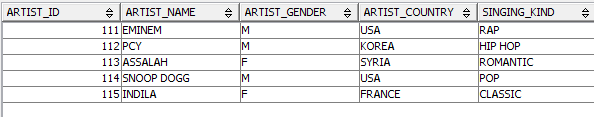 ARTIST_ID ARTIST_NAME ARTIST_GENDER ARTIST_COUNTRY SINGING_KIND
111 EMINEM M USA RAP
112 PCY M KOREA HIP HOP
113 ASSALAH F SYRIA ROMANTIC
114 SNOOP DOGG M USA POP
115 INDILA F FRANCE CLASSIC